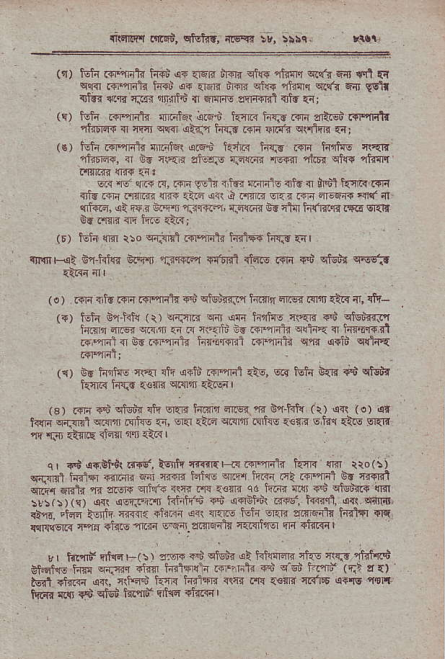 বাংলাদেশ গেজেট, অতিরিক্ত, নভেম্বর ১৮, ১৯৯৭ ৮২৫৭
(গ) তিনি কোম্পানীর নিকট এক হাজার টাকার অধিক পরিমাণ অর্থের জন্য ঋণী হন
অথবা কোম্পানীর নিকট এক হাজার টাকার অধিক পরিমাণ অর্থের জন্য তৃতীয়
ব্যক্তির ঋণের সূত্রে গ্যারান্টি বা জামানত প্রদানকারী ব্যক্তি হন;
(ঘ) তিনি কোম্পানীর ম্যানেজিং এজেন্ট হিসাবে নিযুক্ত কোন প্রাইভেট কোম্পানীর
পরিচালক বা সদস্য অথবা এইরূপ নিযুক্ত কোন ফার্মের অংশীদার হন;
(ঙ) তিনি কোম্পানীর ম্যানেজিং এজেন্ট হিসাবে নিযুক্ত কোন নিগমিত সংস্থার
পরিচালক, বা উক্ত সংস্থার প্রতিশ্রুত মূলধনের শতকরা পাঁচের অধিক পরিমাণ
শেয়ারের ধারক হনঃ
তবে শর্ত থাকে যে, কোন তৃতীয় ব্যক্তির মনোনীত ব্যক্তি বা ট্রাস্টী হিসাবে কোন
ব্যক্তি কোন শেয়ারের ধারক হইলে এবং ঐ শেয়ারে তাহার কোন লাভজনক স্বার্থ না
থাকিলে, এই দফার উদ্দেশ্য পূরণকল্পে, মূলধনের উক্ত সীমা নির্ধারণের ক্ষেত্রে তাহার
উক্ত শেয়ার বাদ দিতে হইবে;
(চ) তিনি ধারা ২১০ অনুযায়ী কোম্পানীর নিরীক্ষক নিযুক্ত হন।
ব্যাখ্যা।—এই উপ-বিধির উদ্দেশ্য পূরণকল্পে কর্মচারী বলিতে কোন কস্ট অডিটর অন্তর্ভুক্ত
হইবেন না।
(৩) কোন ব্যক্তি কোন কোম্পানীর কস্ট অডিটররূপে নিয়োগ লাভের যোগ্য হইবে না, যদি—
(ক) তিনি উপ-বিধি (২) অনুসারে অন্য এমন নিগমিত সংস্থার কস্ট অডিটররূপে
নিয়োগ লাভের অযোগ্য হন যে সংস্থাটি উক্ত কোম্পানীর অধীনস্থ বা নিয়ন্ত্রণকারী
কোম্পানী বা উক্ত কোম্পানীর নিয়ন্ত্রণকারী কোম্পানীর অপর একটি অধীনস্থ
কোম্পানী;
(খ) উক্ত নিগমিত সংস্থা যদি একটি কোম্পানী হইত, তবে তিনি উহার কস্ট অডিটর
হিসাবে নিযুক্ত হওয়ার অযোগ্য হইতেন।
(৪) কোন কস্ট অডিটর যদি তাহার নিয়োগ লাভের পর উপ-বিধি (২) এবং (৩) এর
বিধান অনুযায়ী অযোগ্য ঘোষিত হন, তাহা হইলে অযোগ্য ঘোষিত হওয়ার তারিখ হইতে তাহার
পদ শূন্য হইয়াছে বলিয়া গণ্য হইবে।
৭। কস্ট একাউন্টিং রেকর্ড, ইত্যাদি সরবরাহ।—যে কোম্পানীর হিসাব ধারা ২২০(১)
অনুযায়ী নিরীক্ষা করানোর জন্য সরকার লিখিত আদেশ দিবেন সেই কোম্পানী উক্ত সরকারী
আদেশ জারীর পর প্রত্যেক আর্থিক বৎসর শেষ হওয়ার ৭৫ দিনের মধ্যে কস্ট অডিটরকে ধারা
১৮১(১)(ঘ) এবং এতদুদ্দেশ্যে বিনির্দিষ্ট কস্ট একাউন্টিং রেকর্ড, বিবরণী, এবং অন্যান্য
বইপত্র, দলিল ইত্যাদি সরবরাহ করিবেন এবং যাহাতে তিনি তাহার প্রয়োজনীয় নিরীক্ষা কাজ
যথাযথভাবে সম্পন্ন করিতে পারেন তজ্জন্য প্রয়োজনীয় সহযোগিতা দান করিবেন।
৮। রিপোর্ট দাখিল।—(১) প্রত্যেক কস্ট অডিটর এই বিধিমালার সহিত সংযুক্ত পরিশিষ্টে
উল্লিখিত নিয়ম অনুসরণ করিয়া নিরীক্ষাধীন কোম্পানীর কস্ট অডিট রিপোর্ট (দুই প্রস্থ)
তৈরী করিবেন এবং, সংশ্লিষ্ট হিসাব নিরীক্ষার বৎসর শেষ হওয়ার সর্বোচ্চ একশত পঞ্চাশ
দিনের মধ্যে কস্ট অডিট রিপোর্ট দাখিল করিবেন।